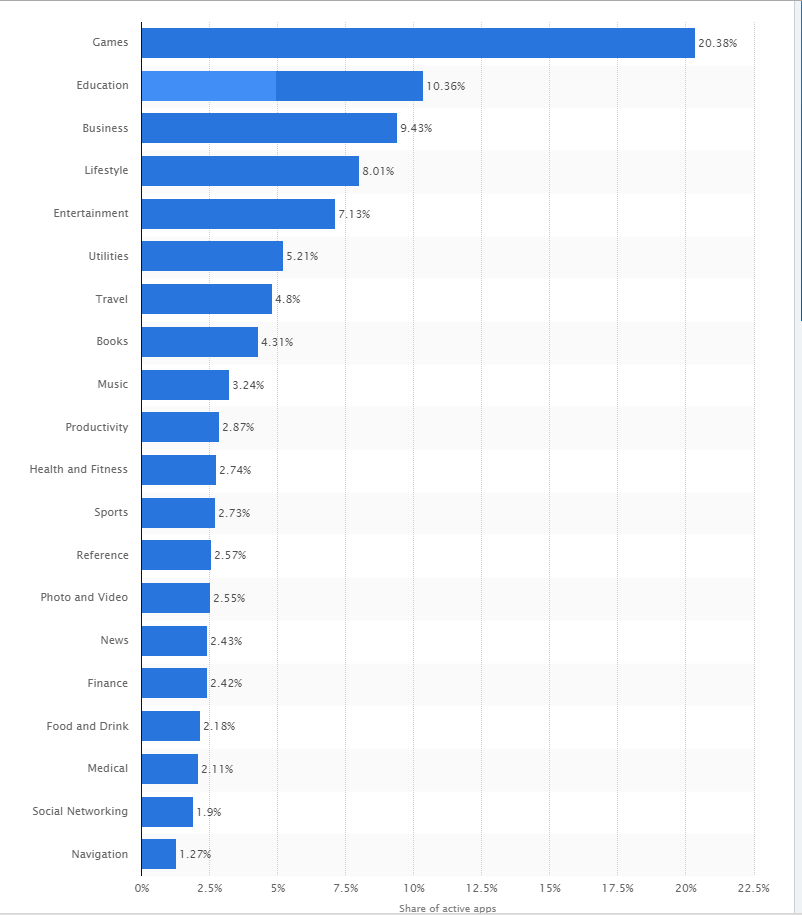 Games 20.38%
Education 10.36%
Business 9.43%
Lifestyle 8.01%
Entertainment 7.13%
Utilities 5.21%
Travel 4.8%
Books 4.31%
Music 3.24%
Productivity 2.87%
Health and Fitness 2.74%
Sports 2.73%
Reference 2.57%
Photo and Video 2.55%
News 2.43%
Finance 2.42%
Food and Drink 2.18%
Medical 2.11%
Social Networking 1.9%
Navigation 1.27%
0% 2.5% 5% 7.5% 10% 12.5% 15% 17.5% 20% 22.5%
Share of active apps